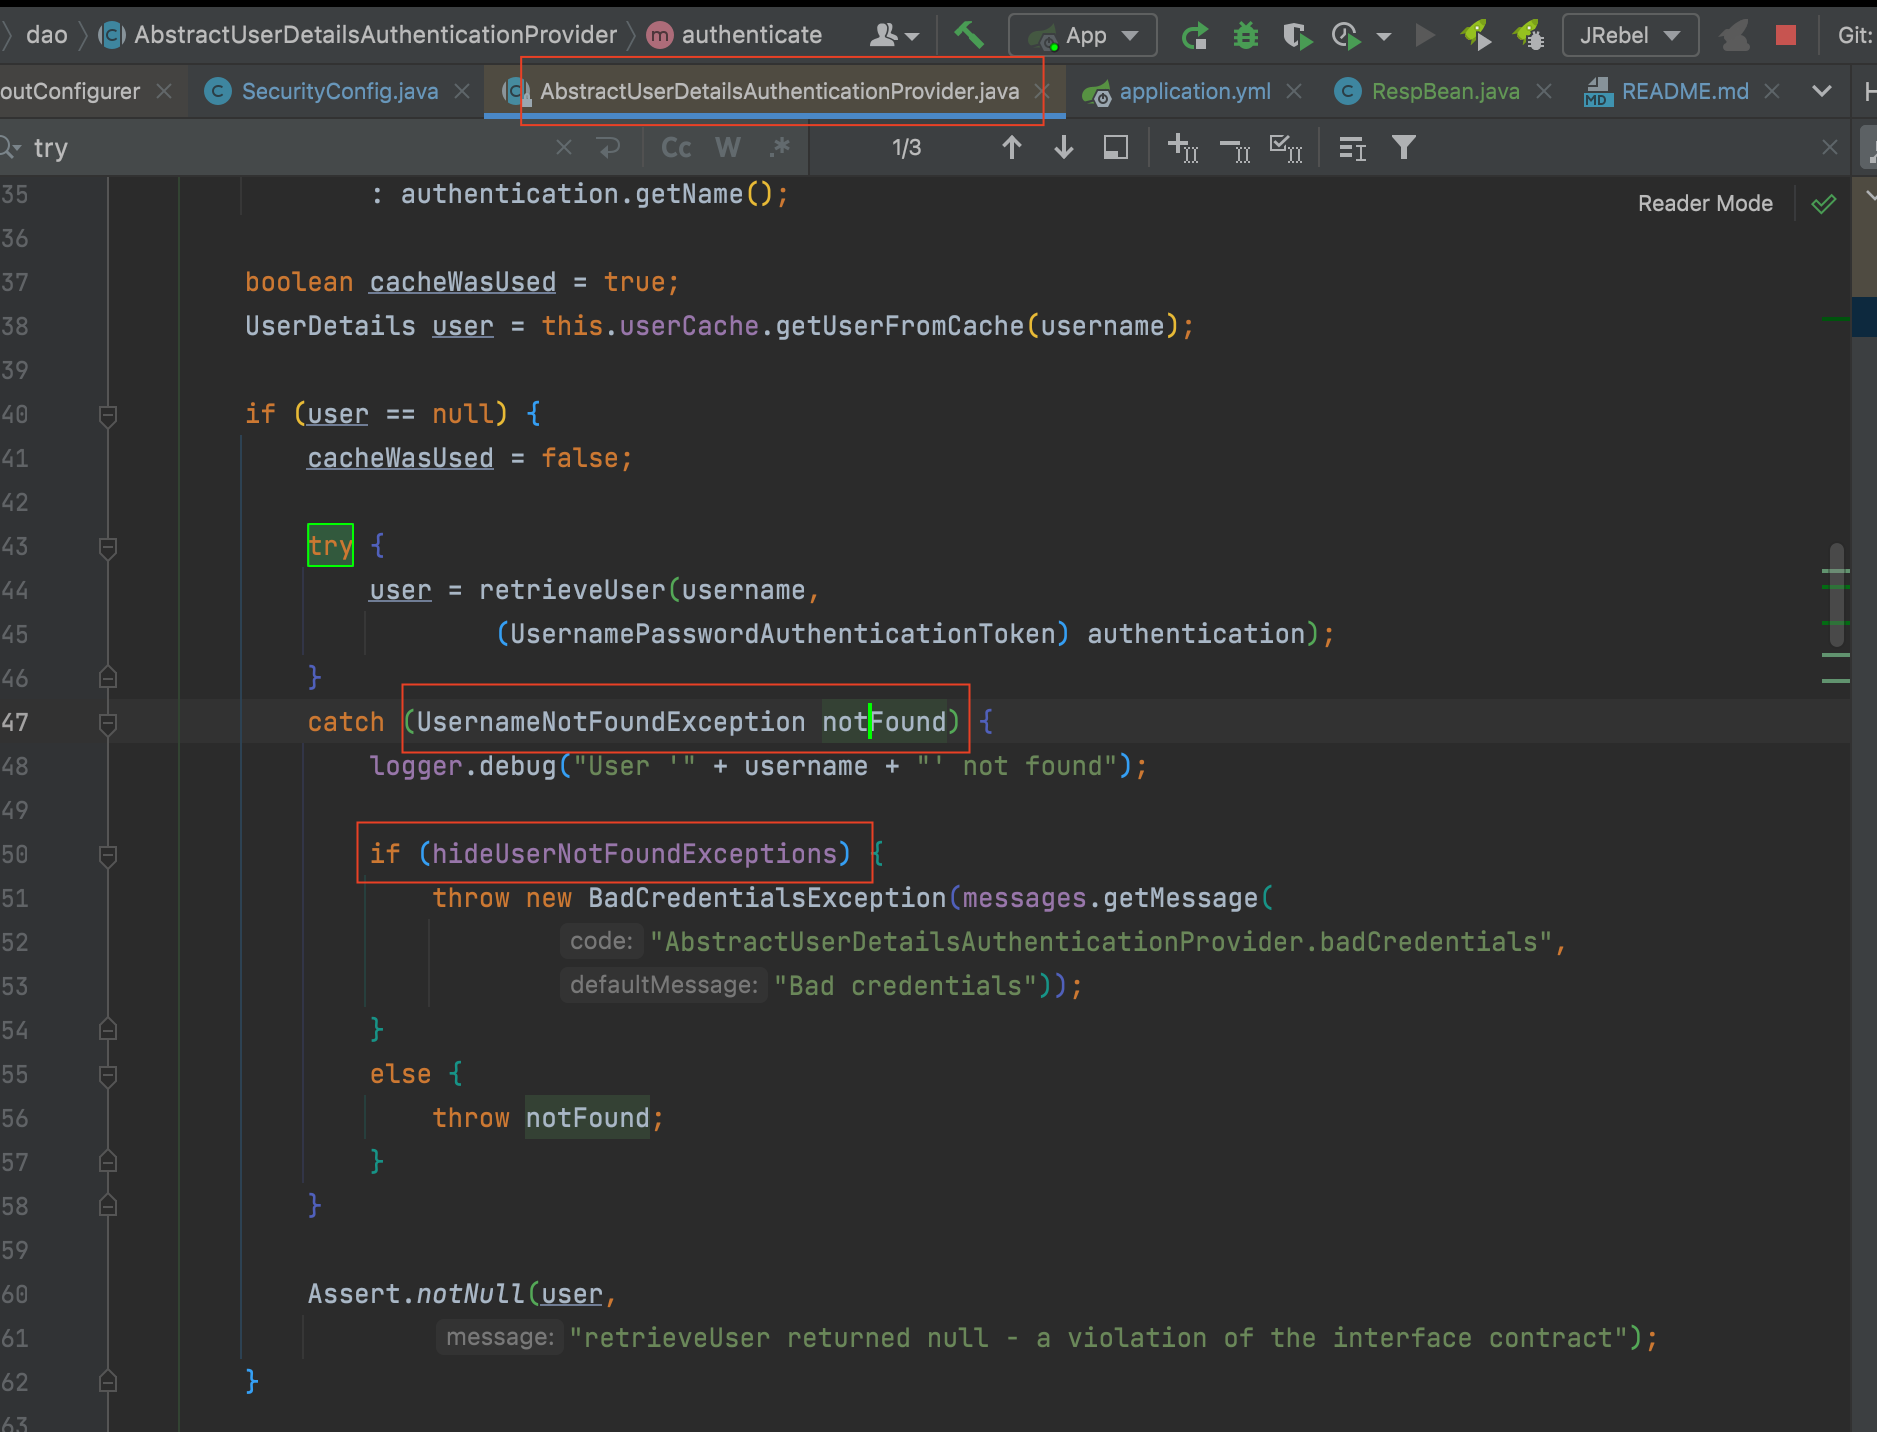 dao AbstractUserDetailsAuthenticationProvider m authenticate App JRebel Git:
outConfigurer C SecurityConfig.java C AbstractUserDetailsAuthenticationProvider.java application.yml C RespBean.java MD README.md H
try Cc W .* 1/3
Reader Mode
35 : authentication.getName();
36
37 boolean cacheWasUsed = true;
38 UserDetails user = this.userCache.getUserFromCache(username);
39
40 if (user == null) {
41 cacheWasUsed = false;
42
43 try {
44 user = retrieveUser(username,
45 (UsernamePasswordAuthenticationToken) authentication);
46 }
47 catch (UsernameNotFoundException notFound) {
48 logger.debug("User '" + username + "' not found");
49
50 if (hideUserNotFoundExceptions) {
51 throw new BadCredentialsException(messages.getMessage(
52 code: "AbstractUserDetailsAuthenticationProvider.badCredentials",
53 defaultMessage: "Bad credentials"));
54 }
55 else {
56 throw notFound;
57 }
58 }
59
60 Assert.notNull(user,
61 message: "retrieveUser returned null - a violation of the interface contract");
62 }
63